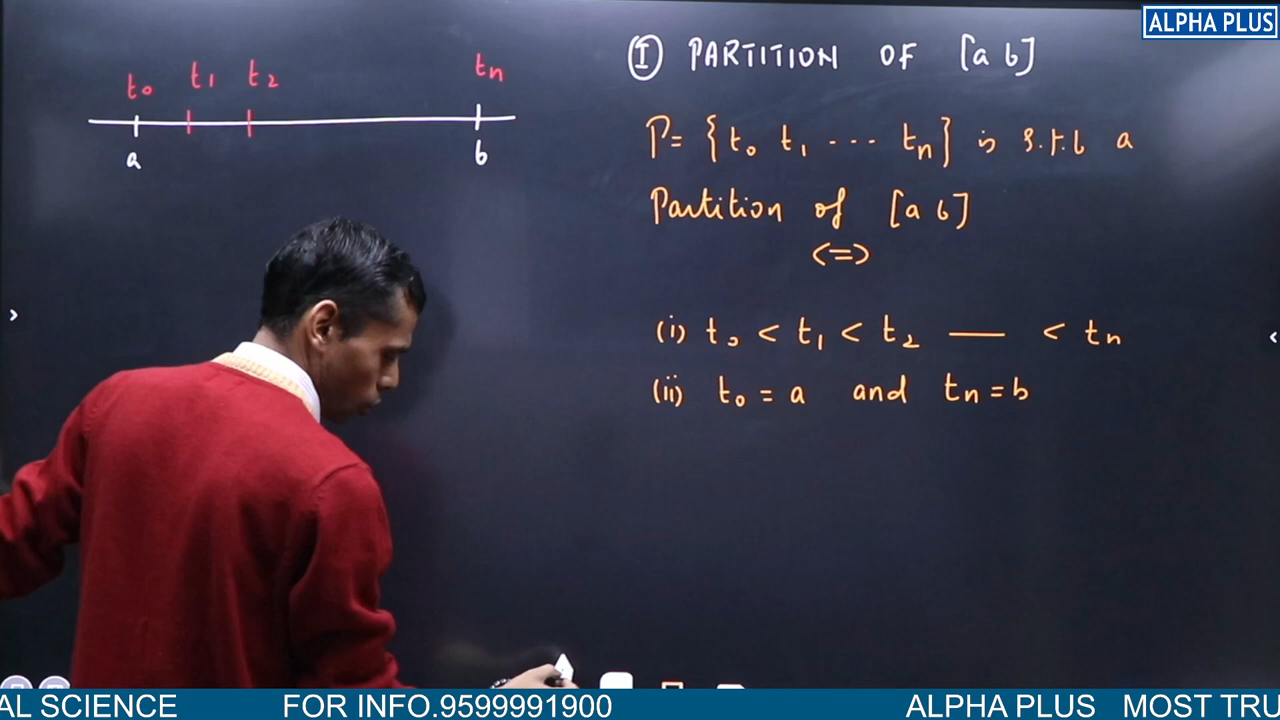 ALPHA PLUS
t₀ t₁ t₂ tn
a b
I PARTITION OF [a b]
P= {t₀ t₁ --- tn} is s.t.b a
Partition of [a b]
<=>
(i) t₀ < t₁ < t₂ — < tn
(ii) t₀ = a and tn = b
AL SCIENCE FOR INFO.9599991900 ALPHA PLUS MOST TRU